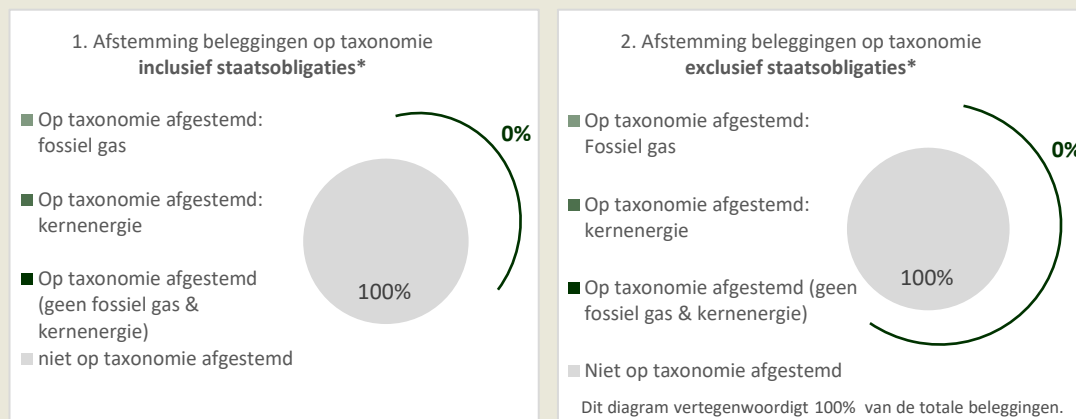 1. Afstemming beleggingen op taxonomie
inclusief staatsobligaties*
Op taxonomie afgestemd:
fossiel gas
Op taxonomie afgestemd:
kernenergie
Op taxonomie afgestemd
(geen fossiel gas &
kernenergie)
niet op taxonomie afgestemd
0%
100%
2. Afstemming beleggingen op taxonomie
exclusief staatsobligaties*
Op taxonomie afgestemd:
Fossiel gas
Op taxonomie afgestemd:
kernenergie
Op taxonomie afgestemd (geen
fossiel gas & kernenergie)
Niet op taxonomie afgestemd
0%
100%
Dit diagram vertegenwoordigt 100% van de totale beleggingen.